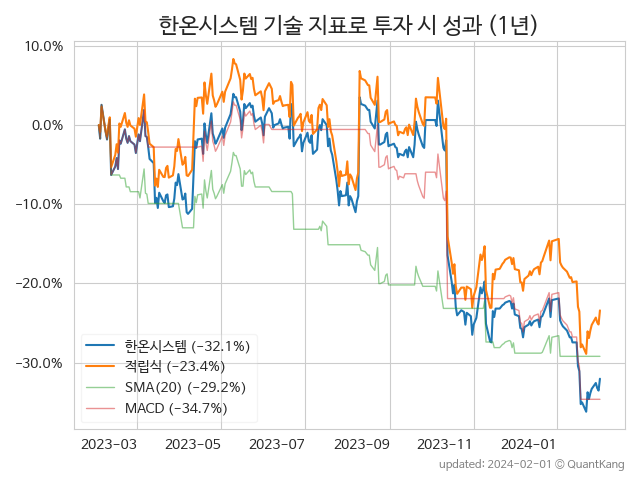 한온시스템 기술 지표로 투자 시 성과 (1년)
10.0%
0.0%
−10.0%
−20.0%
−30.0%
한온시스템 (−32.1%)
적립식 (−23.4%)
SMA(20) (−29.2%)
MACD (−34.7%)
2023−03 2023−05 2023−07 2023−09 2023−11 2024−01
updated: 2024−02−01 © QuantKang